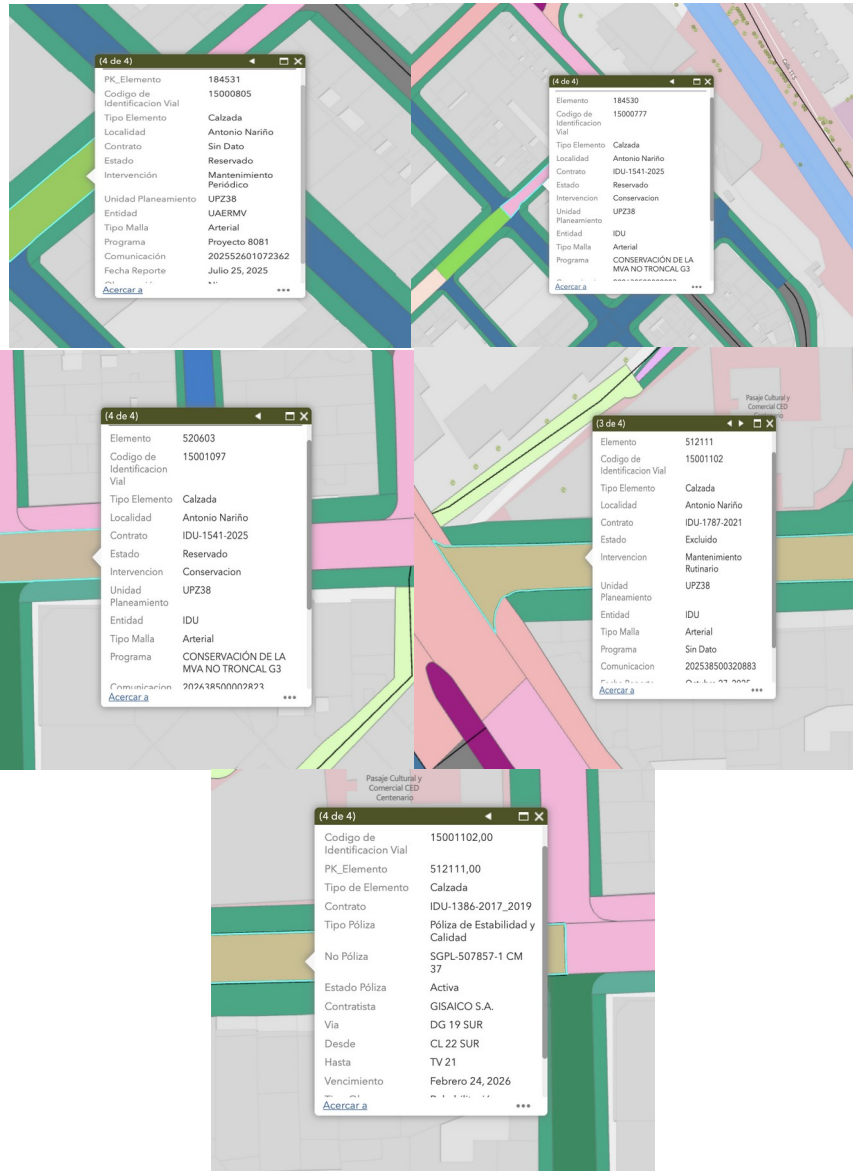 (4 de 4)
PK_Elemento 184531
Codigo de Identificacion Vial 15000805
Tipo Elemento Calzada
Localidad Antonio Nariño
Contrato Sin Dato
Estado Reservado
Intervención Mantenimiento Periódico
Unidad Planeamiento UPZ38
Entidad UAERMV
Tipo Malla Arterial
Programa Proyecto 8081
Comunicación 202552601072362
Fecha Reporte Julio 25, 2025
Acercar a
(4 de 4)
Elemento 184530
Codigo de Identificacion Vial 15000777
Tipo Elemento Calzada
Localidad Antonio Nariño
Contrato IDU-1541-2025
Estado Reservado
Intervencion Conservacion
Unidad Planeamiento UPZ38
Entidad IDU
Tipo Malla Arterial
Programa CONSERVACIÓN DE LA MVA NO TRONCAL G3
Acercar a
(4 de 4)
Elemento 520603
Codigo de Identificacion Vial 15001097
Tipo Elemento Calzada
Localidad Antonio Nariño
Contrato IDU-1541-2025
Estado Reservado
Intervencion Conservacion
Unidad Planeamiento UPZ38
Entidad IDU
Tipo Malla Arterial
Programa CONSERVACIÓN DE LA MVA NO TRONCAL G3
Comunicacion 202638500002823
Acercar a
Pasaje Cultural y
Comercial CED
Centenario
(3 de 4)
Elemento 512111
Codigo de Identificacion Vial 15001102
Tipo Elemento Calzada
Localidad Antonio Nariño
Contrato IDU-1787-2021
Estado Excluido
Intervencion Mantenimiento Rutinario
Unidad Planeamiento UPZ38
Entidad IDU
Tipo Malla Arterial
Programa Sin Dato
Comunicacion 202538500320883
Acercar a
Pasaje Cultural y
Comercial CED
Centenario
(4 de 4)
Codigo de Identificacion Vial 15001102,00
PK_Elemento 512111,00
Tipo de Elemento Calzada
Contrato IDU-1386-2017_2019
Tipo Póliza Póliza de Estabilidad y Calidad
No Póliza SGPL-507857-1 CM 37
Estado Póliza Activa
Contratista GISAICO S.A.
Via DG 19 SUR
Desde CL 22 SUR
Hasta TV 21
Vencimiento Febrero 24, 2026
Acercar a